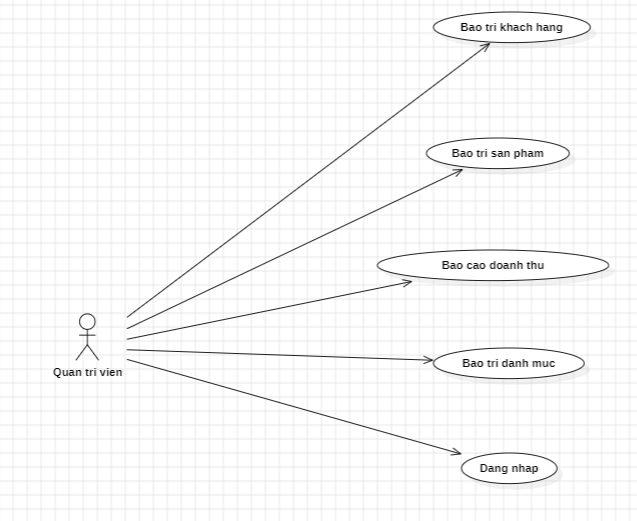 Bao tri khach hang
Bao tri san pham
Bao cao doanh thu
Bao tri danh muc
Quan tri vien
Dang nhap